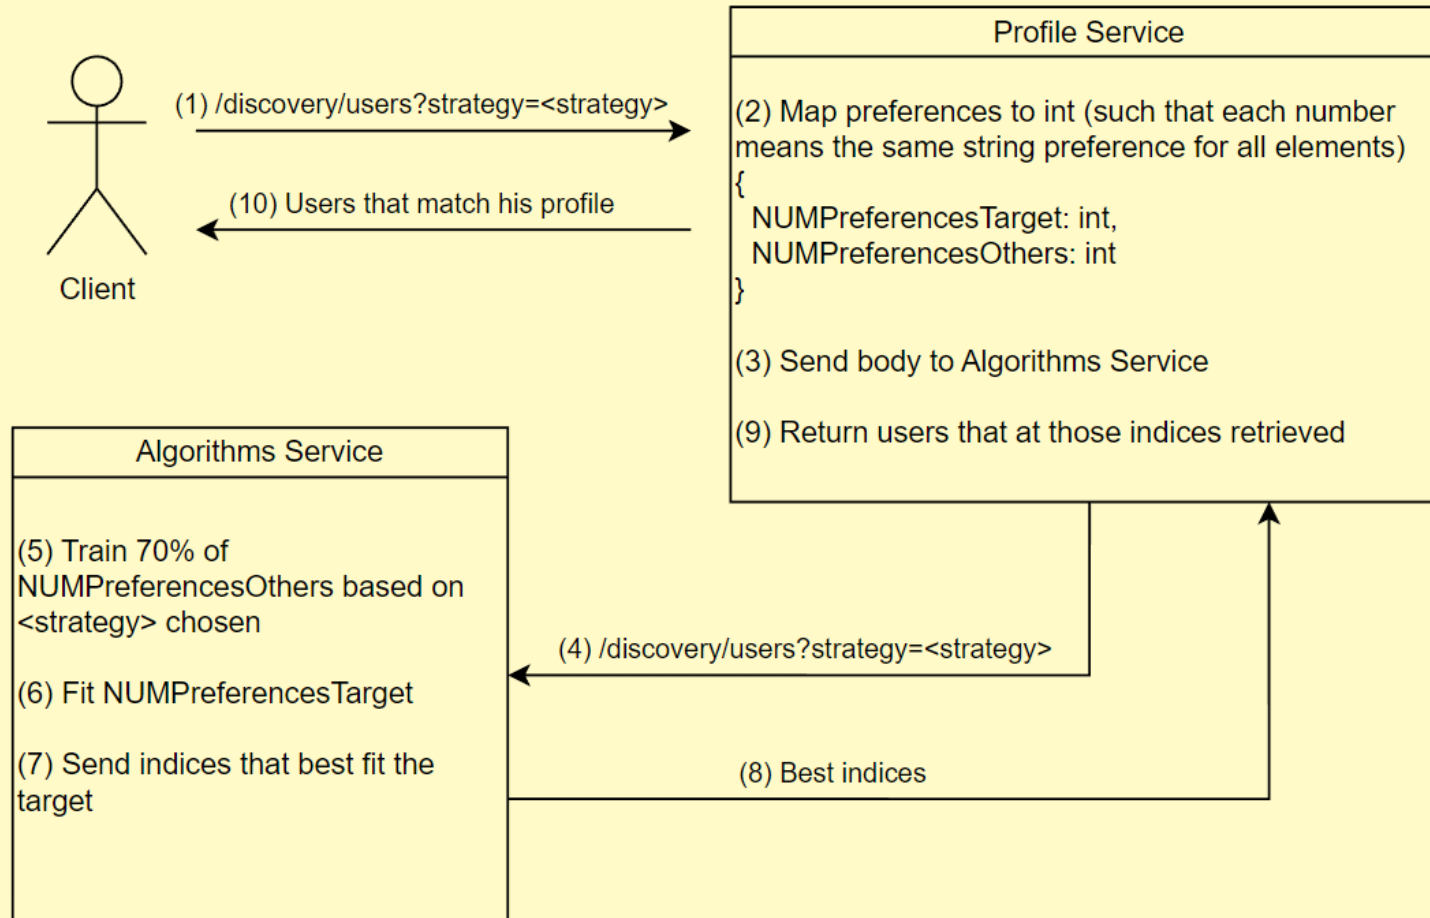 Profile Service
(1) /discovery/users?strategy=<strategy>
(2) Map preferences to int (such that each number
means the same string preference for all elements)
{
NUMPreferencesTarget: int,
NUMPreferencesOthers: int
}
(3) Send body to Algorithms Service
(9) Return users that at those indices retrieved
(10) Users that match his profile
Client
Algorithms Service
(5) Train 70% of
NUMPreferencesOthers based on
<strategy> chosen
(6) Fit NUMPreferencesTarget
(7) Send indices that best fit the
target
(4) /discovery/users?strategy=<strategy>
(8) Best indices